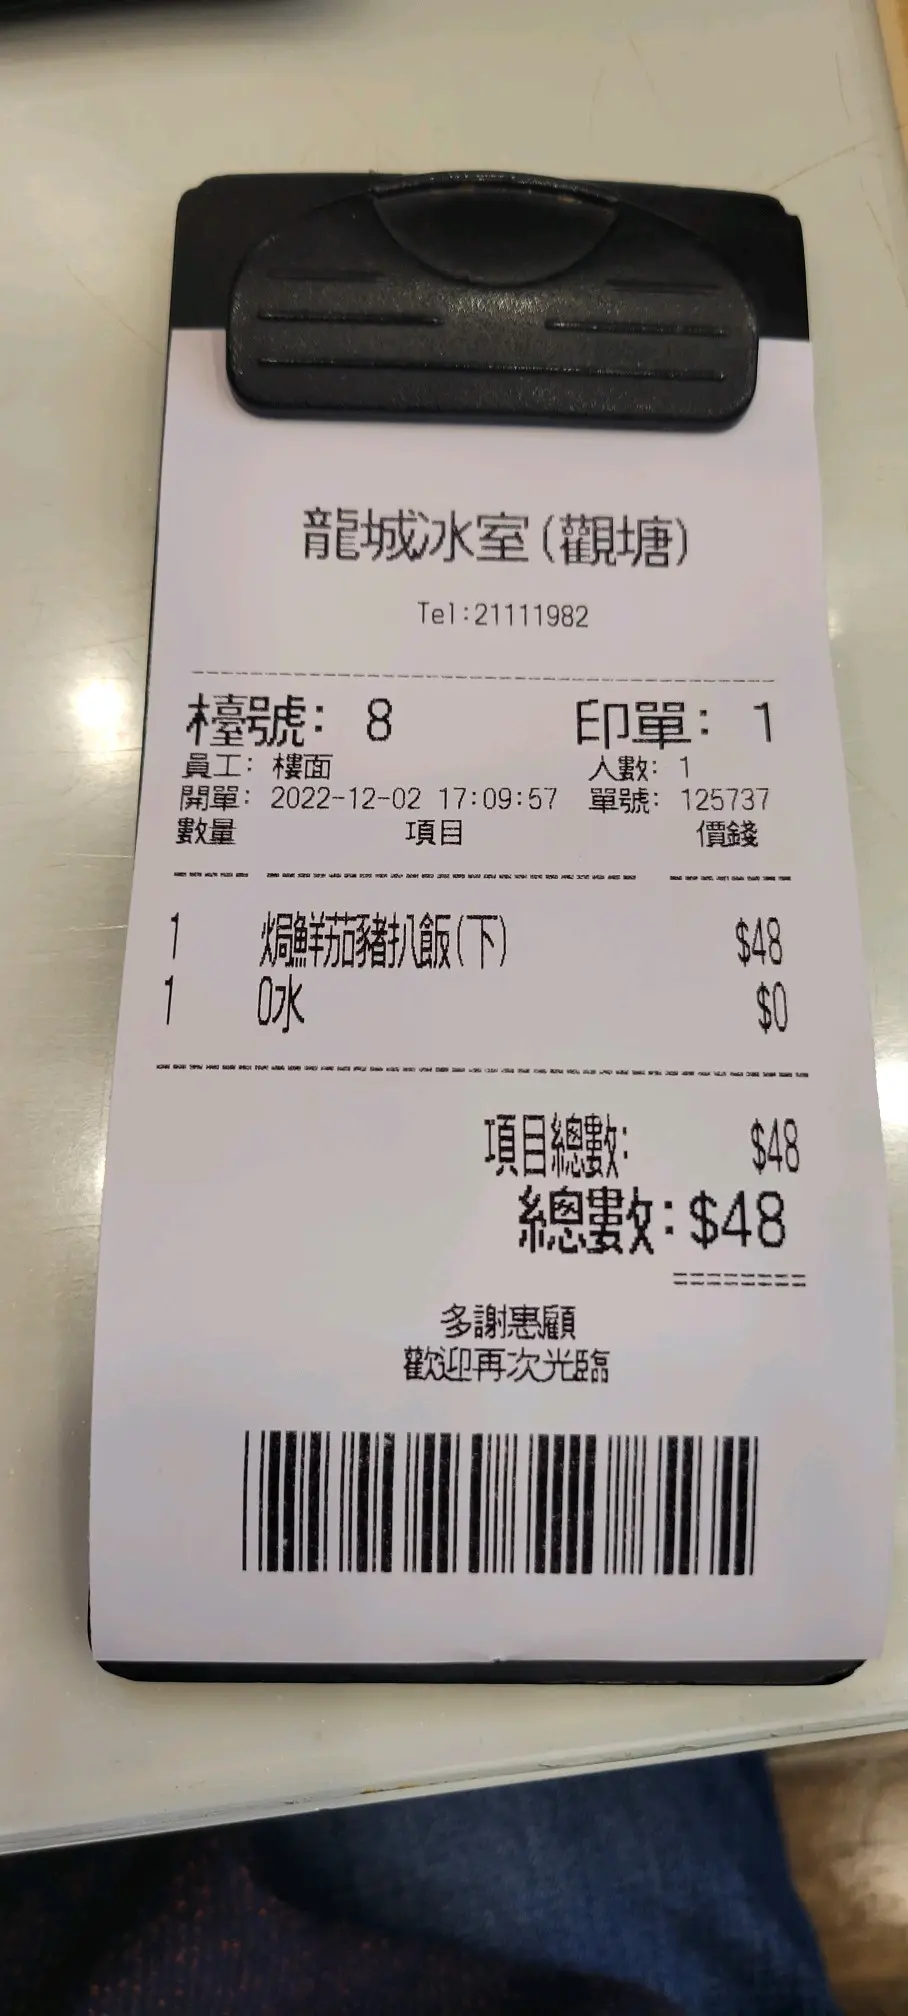 龍城冰室(觀塘)
Tel:21111982
檯號: 8 印單: 1
員工: 樓面 人數: 1
開單: 2022-12-02 17:09:57 單號: 125737
數量 項目 價錢
1 焗鮮茄豬扒飯(下) $48
1 0水 $0
項目總數: $48
總數: $48
========
多謝惠顧
歡迎再次光臨